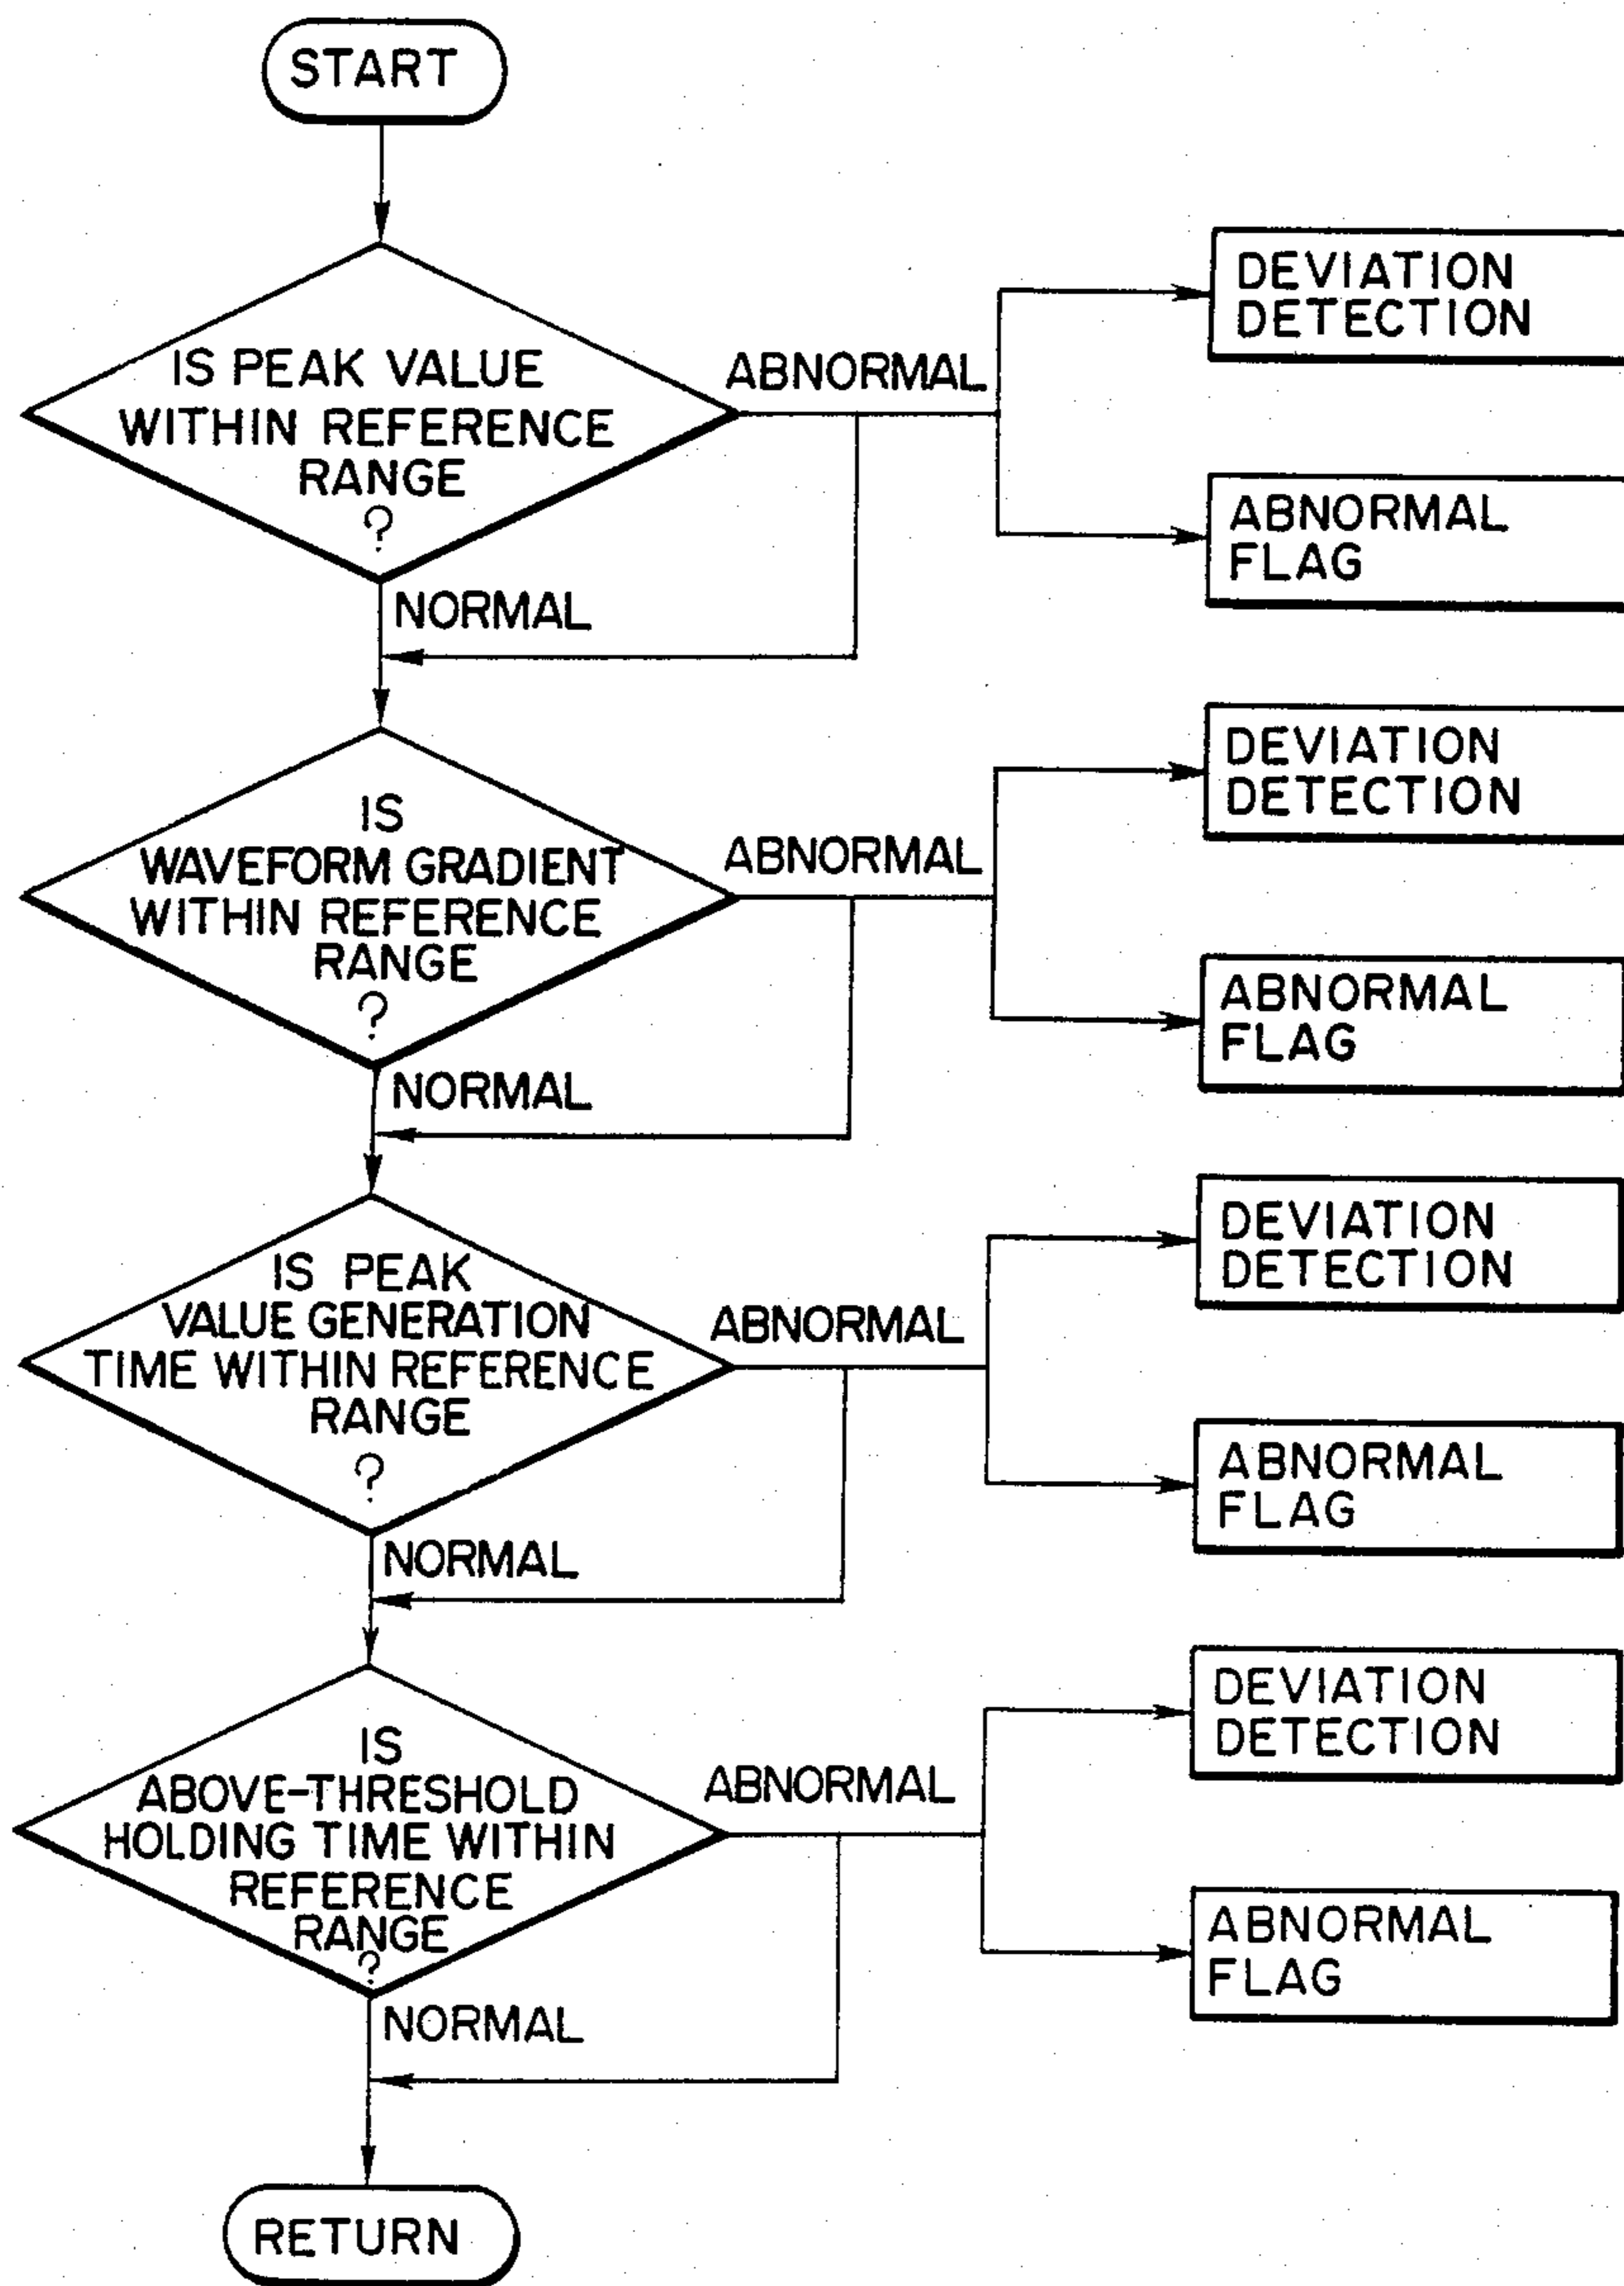 START
IS PEAK VALUE
WITHIN REFERENCE
RANGE
?
ABNORMAL
DEVIATION
DETECTION
ABNORMAL
FLAG
NORMAL
IS
WAVEFORM GRADIENT
WITHIN REFERENCE
RANGE
?
ABNORMAL
DEVIATION
DETECTION
ABNORMAL
FLAG
NORMAL
IS PEAK
VALUE GENERATION
TIME WITHIN REFERENCE
RANGE
?
ABNORMAL
DEVIATION
DETECTION
ABNORMAL
FLAG
NORMAL
IS
ABOVE-THRESHOLD
HOLDING TIME WITHIN
REFERENCE
RANGE
?
ABNORMAL
DEVIATION
DETECTION
ABNORMAL
FLAG
NORMAL
RETURN